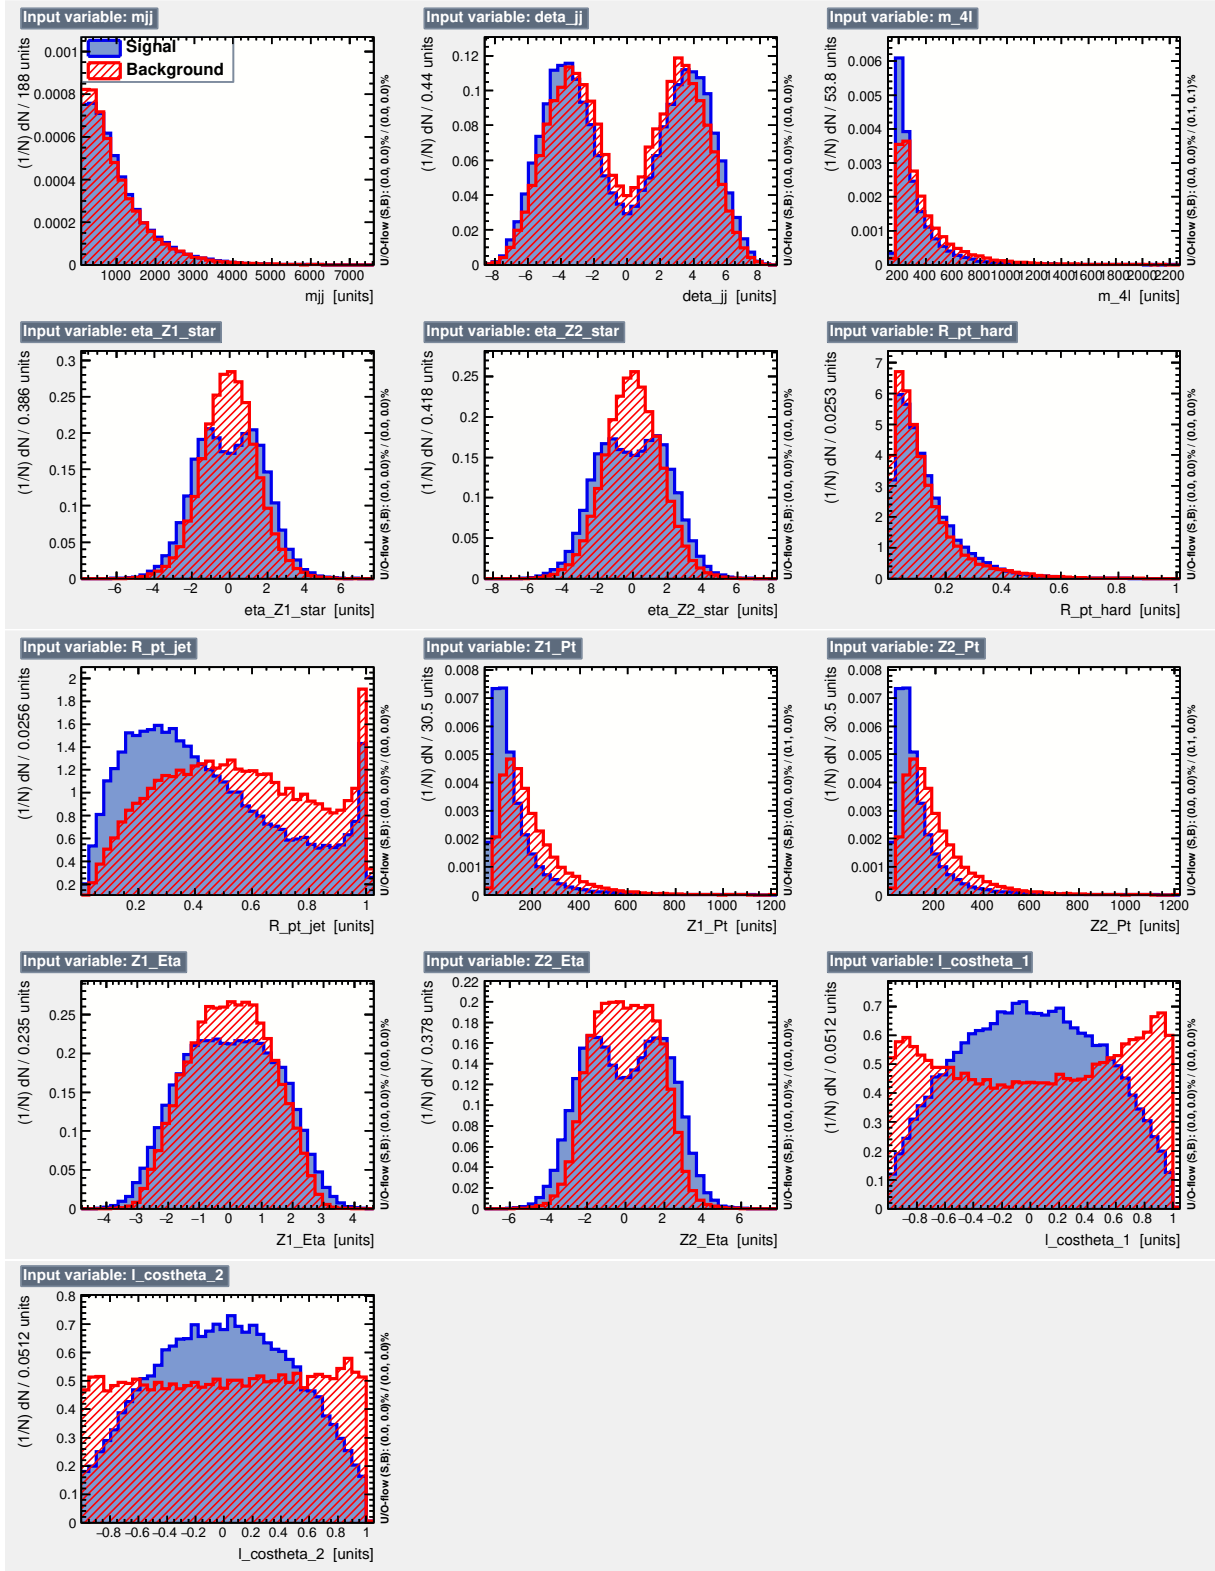 Input variable: mjj
(1/N) dN / 188 units
0.001
0.0008
0.0006
0.0004
0.0002
0
Signal
Background
1000 2000 3000 4000 5000 6000 7000
mjj [units]
U/O-flow (S,B): (0.0, 0.0)% / (0.0, 0.0)%
Input variable: deta_jj
(1/N) dN / 0.44 units
0.12
0.1
0.08
0.06
0.04
0.02
0
−8 −6 −4 −2 0 2 4 6 8
deta_jj [units]
U/O-flow (S,B): (0.0, 0.0)% / (0.0, 0.0)%
Input variable: m_4l
(1/N) dN / 53.8 units
0.006
0.005
0.004
0.003
0.002
0.001
0
200 400 600 800 1000 1200 1400 1600 1800 2000 2200
m_4l [units]
U/O-flow (S,B): (0.0, 0.0)% / (0.1, 0.1)%
Input variable: eta_Z1_star
(1/N) dN / 0.386 units
0.3
0.25
0.2
0.15
0.1
0.05
0
−6 −4 −2 0 2 4 6
eta_Z1_star [units]
U/O-flow (S,B): (0.0, 0.0)% / (0.0, 0.0)%
Input variable: eta_Z2_star
(1/N) dN / 0.418 units
0.25
0.2
0.15
0.1
0.05
0
−8 −6 −4 −2 0 2 4 6 8
eta_Z2_star [units]
U/O-flow (S,B): (0.0, 0.0)% / (0.0, 0.0)%
Input variable: R_pt_hard
(1/N) dN / 0.0253 units
7
6
5
4
3
2
1
0
0.2 0.4 0.6 0.8 1
R_pt_hard [units]
U/O-flow (S,B): (0.0, 0.0)% / (0.0, 0.0)%
Input variable: R_pt_jet
(1/N) dN / 0.0256 units
2
1.8
1.6
1.4
1.2
1
0.8
0.6
0.4
0.2
0.2 0.4 0.6 0.8 1
R_pt_jet [units]
U/O-flow (S,B): (0.0, 0.0)% / (0.0, 0.0)%
Input variable: Z1_Pt
(1/N) dN / 30.5 units
0.008
0.007
0.006
0.005
0.004
0.003
0.002
0.001
0
200 400 600 800 1000 1200
Z1_Pt [units]
U/O-flow (S,B): (0.0, 0.0)% / (0.1, 0.0)%
Input variable: Z2_Pt
(1/N) dN / 30.5 units
0.008
0.007
0.006
0.005
0.004
0.003
0.002
0.001
0
200 400 600 800 1000 1200
Z2_Pt [units]
U/O-flow (S,B): (0.0, 0.0)% / (0.1, 0.0)%
Input variable: Z1_Eta
(1/N) dN / 0.235 units
0.25
0.2
0.15
0.1
0.05
0
−4 −3 −2 −1 0 1 2 3 4
Z1_Eta [units]
U/O-flow (S,B): (0.0, 0.0)% / (0.0, 0.0)%
Input variable: Z2_Eta
(1/N) dN / 0.378 units
0.22
0.2
0.18
0.16
0.14
0.12
0.1
0.08
0.06
0.04
0.02
0
−6 −4 −2 0 2 4 6
Z2_Eta [units]
U/O-flow (S,B): (0.0, 0.0)% / (0.0, 0.0)%
Input variable: l_costheta_1
(1/N) dN / 0.0512 units
0.7
0.6
0.5
0.4
0.3
0.2
0.1
0
−0.8 −0.6 −0.4 −0.2 0 0.2 0.4 0.6 0.8 1
l_costheta_1 [units]
U/O-flow (S,B): (0.0, 0.0)% / (0.0, 0.0)%
Input variable: l_costheta_2
(1/N) dN / 0.0512 units
0.8
0.7
0.6
0.5
0.4
0.3
0.2
0.1
0
−0.8 −0.6 −0.4 −0.2 0 0.2 0.4 0.6 0.8 1
l_costheta_2 [units]
U/O-flow (S,B): (0.0, 0.0)% / (0.0, 0.0)%